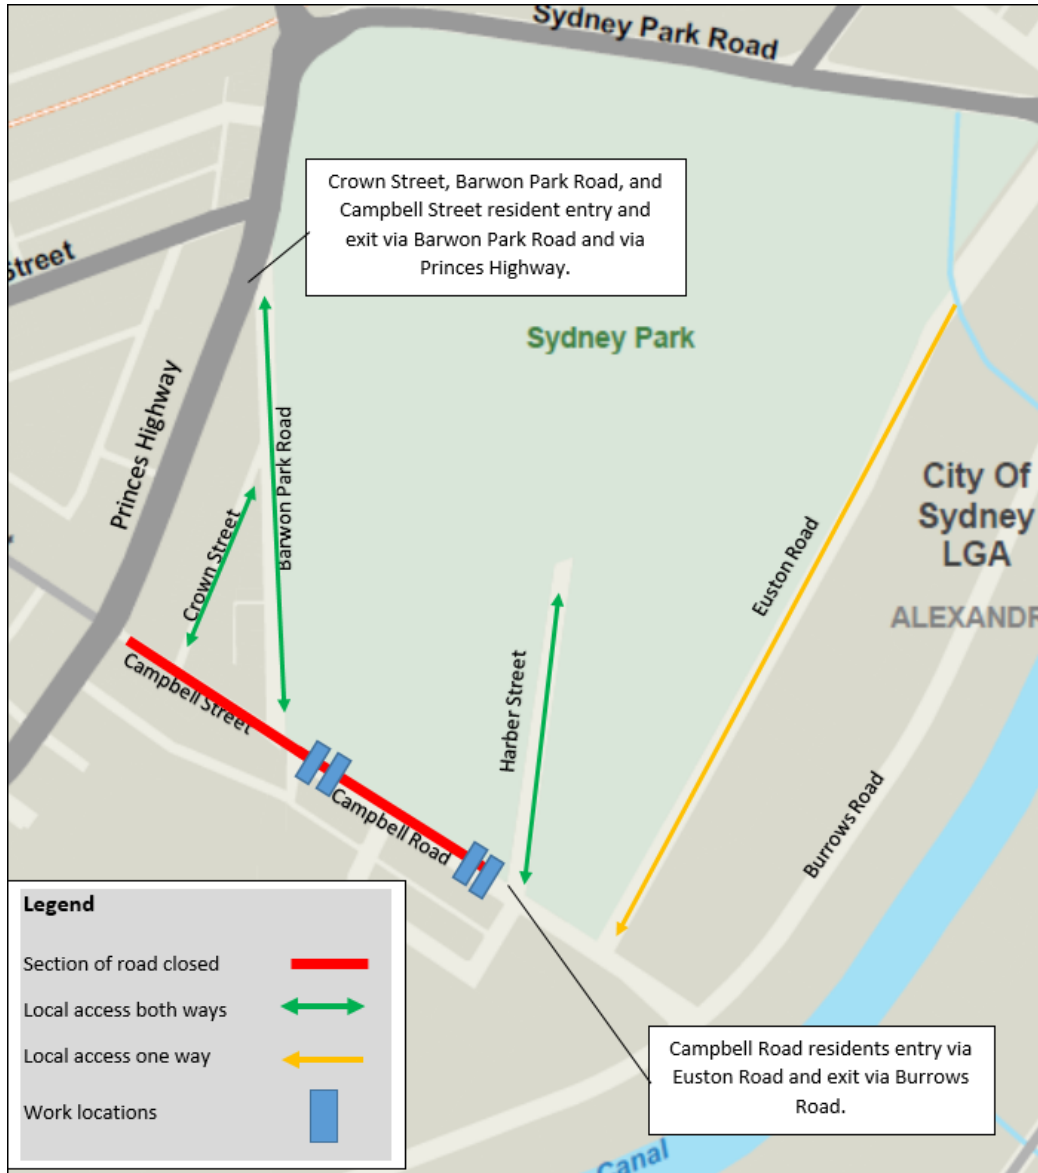 Sydney Park Road
Crown Street, Barwon Park Road, and
Campbell Street resident entry and
exit via Barwon Park Road and via
Princes Highway.
Street
Sydney Park
Princes Highway
Barwon Park Road
Crown Street
Euston Road
City Of
Sydney
LGA
ALEXANDR
Campbell Street
Harber Street
Campbell Road
Burrows Road
Legend
Section of road closed
Local access both ways
Local access one way
Work locations
Campbell Road residents entry via
Euston Road and exit via Burrows
Road.
Canal